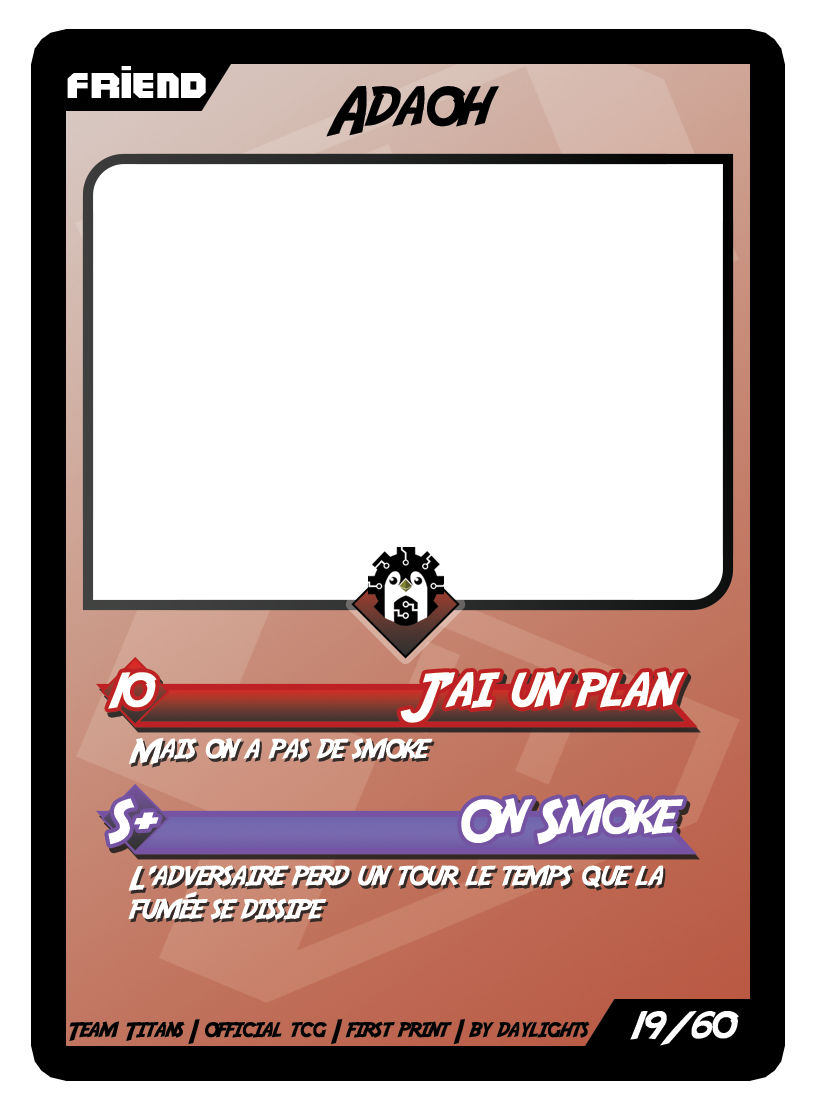 FRIEND
ADAOH
10 J'AI UN PLAN
MAIS ON A PAS DE SMOKE
S+ ON SMOKE
L'ADVERSAIRE PERD UN TOUR LE TEMPS QUE LA
FUMÉE SE DISSIPE
TEAM TITANS | OFFICIAL TCG | FIRST PRINT | BY DAYLIGHTS
19/60